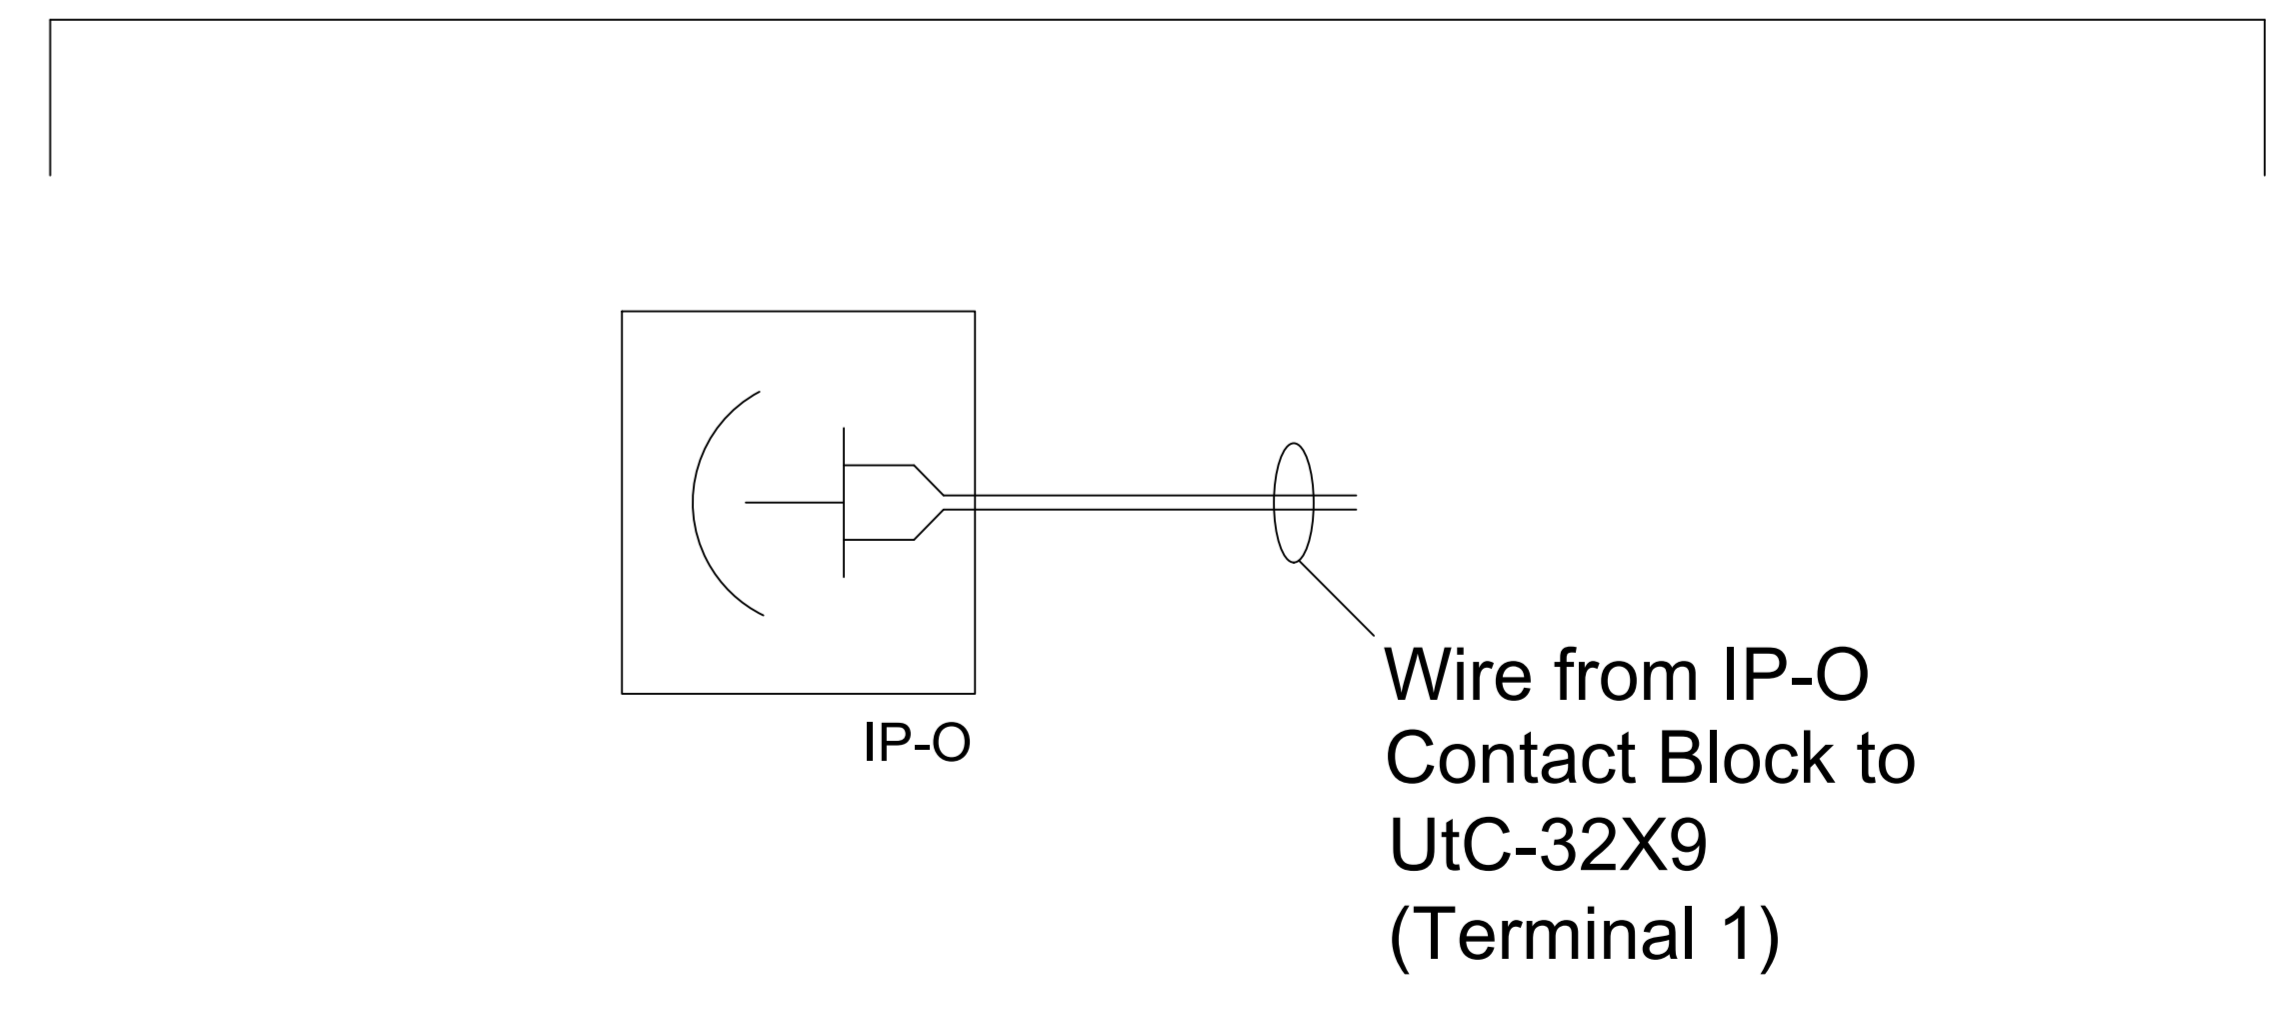 IP-O
Wire from IP-O
Contact Block to
UtC-32X9
(Terminal 1)